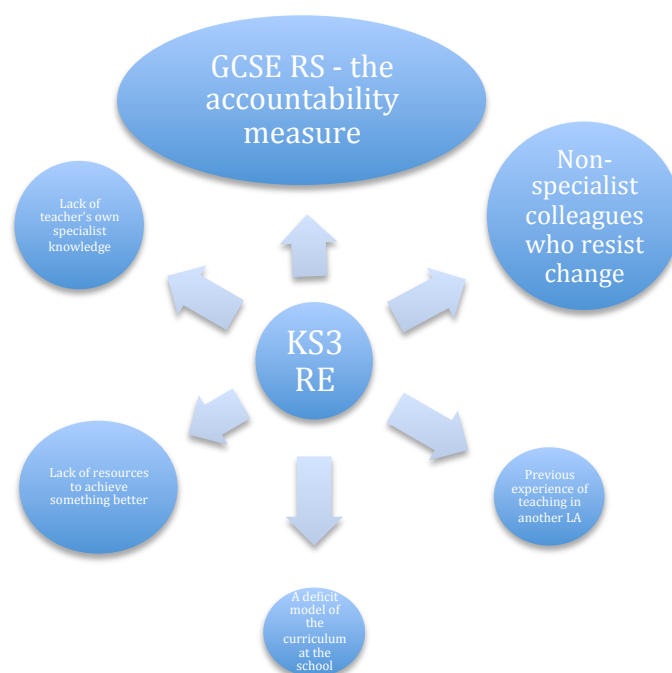 GCSE RS - the
accountability
measure
Non-
specialist
colleagues
who resist
change
Lack of
teacher's own
specialist
knowledge
KS3
RE
Lack of resources
to achieve
something better
Previous
experience of
teaching in
another LA
A deficit
model of
the
curriculum
at the
school